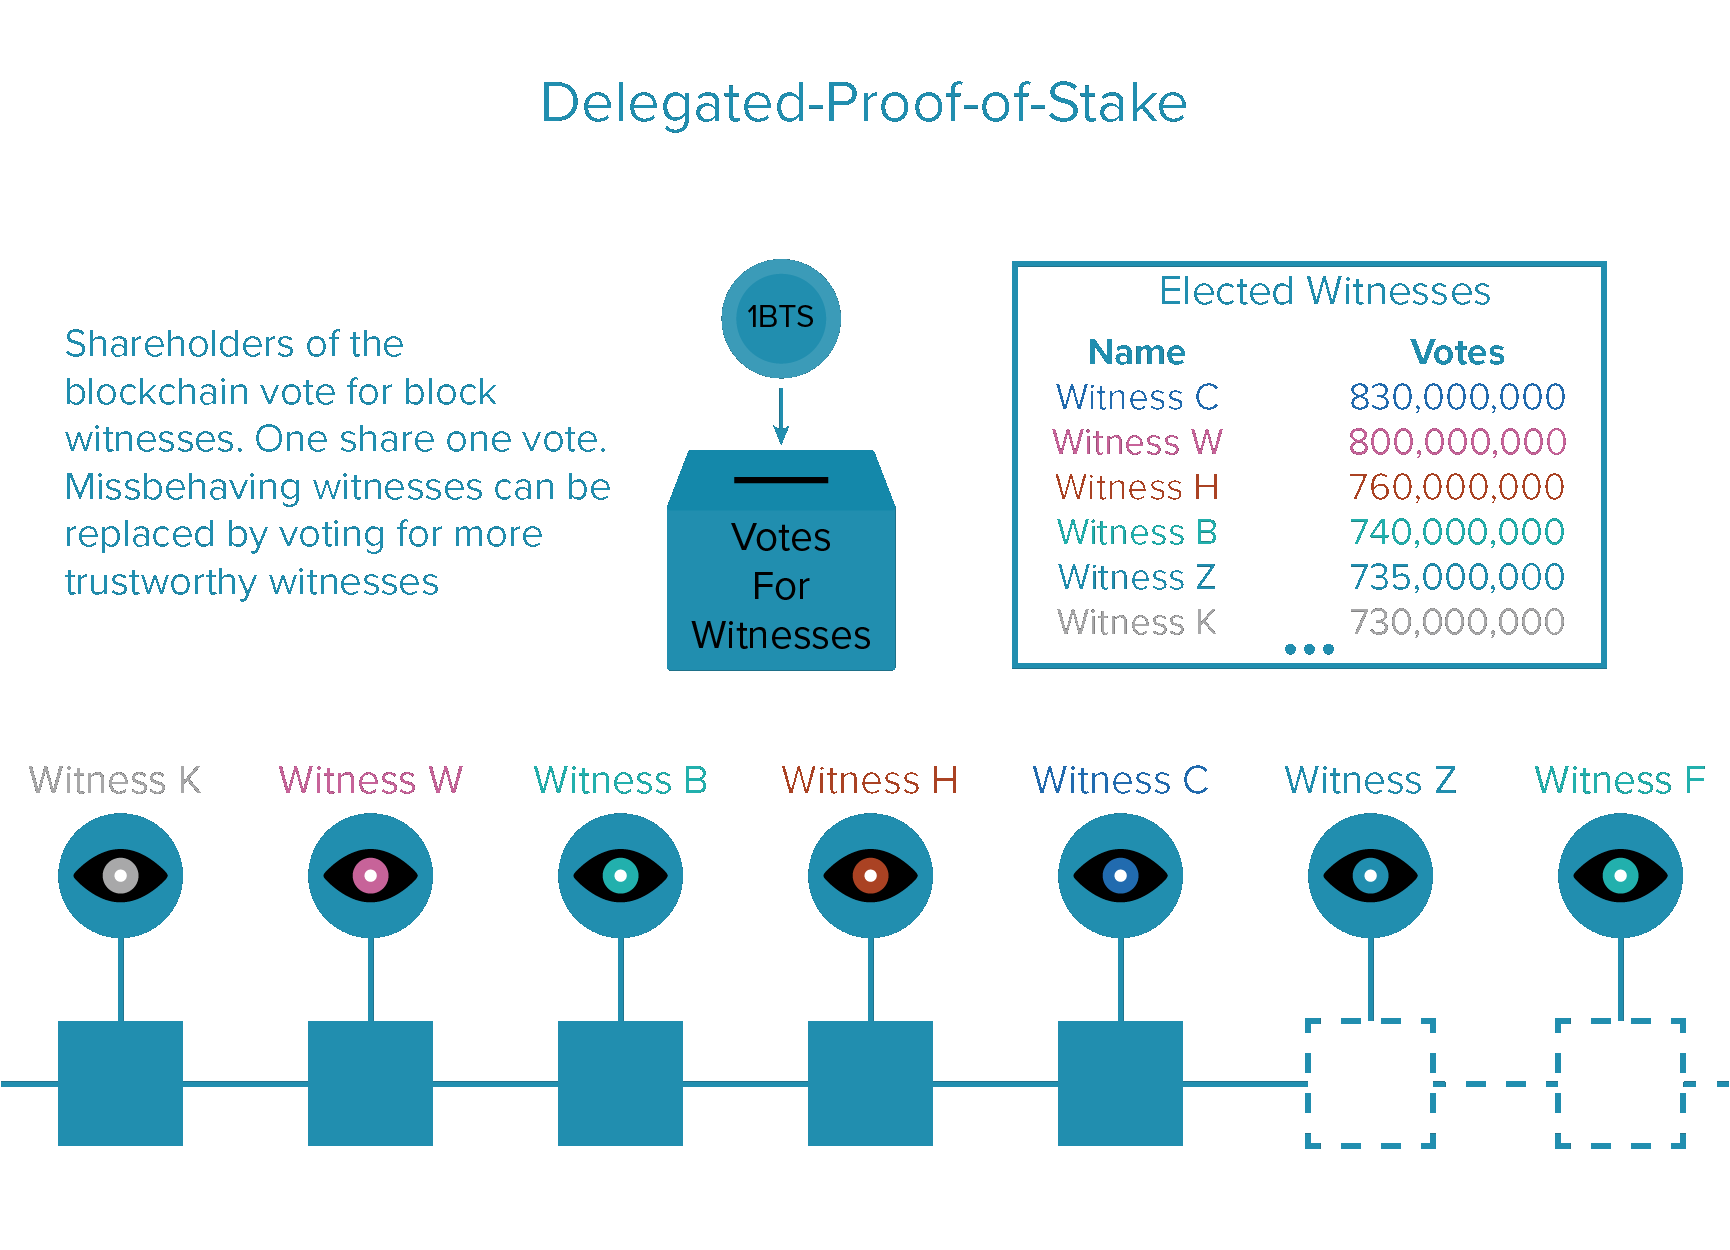 Delegated-Proof-of-Stake
Shareholders of the
blockchain vote for block
witnesses. One share one vote.
Missbehaving witnesses can be
replaced by voting for more
trustworthy witnesses
1BTS
Votes
For
Witnesses
Elected Witnesses
Name Votes
Witness C 830,000,000
Witness W 800,000,000
Witness H 760,000,000
Witness B 740,000,000
Witness Z 735,000,000
Witness K 730,000,000
...
Witness K Witness W Witness B Witness H Witness C Witness Z Witness F